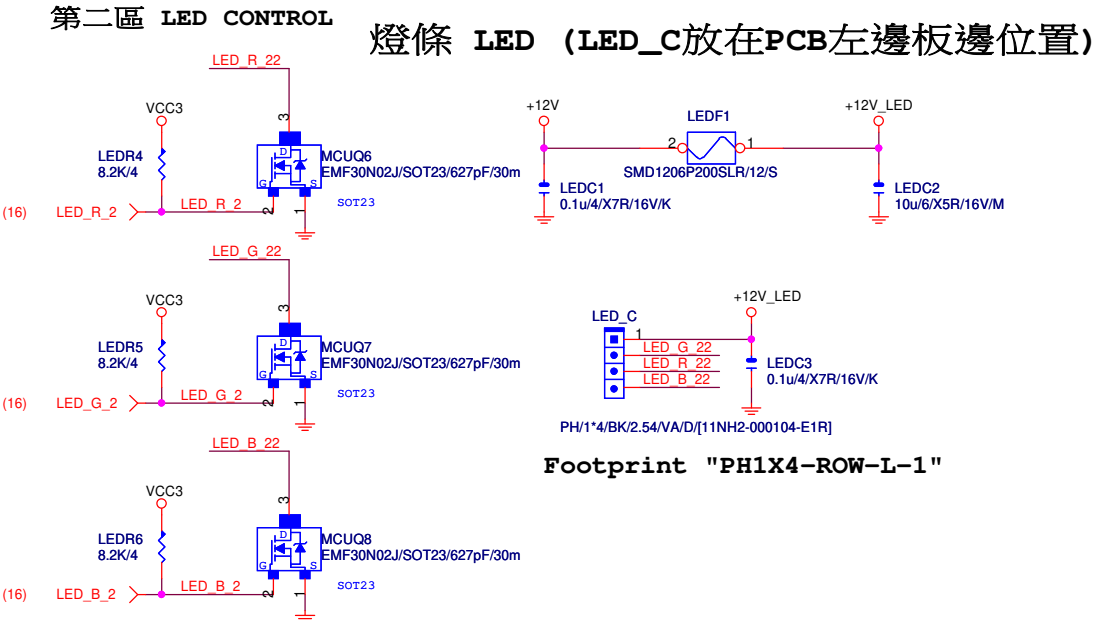 第二區 LED CONTROL
燈條 LED (LED_C放在PCB左邊板邊位置)
LED_R_22
VCC3
3
LEDR4
8.2K/4
D
G
S
MCUQ6
EMF30N02J/SOT23/627pF/30m
SOT23
(16)
LED_R_2
LED_R_2
2
1
LED_G_22
VCC3
3
LEDR5
8.2K/4
D
G
S
MCUQ7
EMF30N02J/SOT23/627pF/30m
SOT23
(16)
LED_G_2
LED_G_2
2
1
LED_B_22
VCC3
3
LEDR6
8.2K/4
D
G
S
MCUQ8
EMF30N02J/SOT23/627pF/30m
SOT23
(16)
LED_B_2
LED_B_2
2
1
+12V
LEDF1
+12V_LED
2
1
SMD1206P200SLR/12/S
LEDC1
0.1u/4/X7R/16V/K
LEDC2
10u/6/X5R/16V/M
+12V_LED
LED_C
1
LED_G_22
LED_R_22
LED_B_22
LEDC3
0.1u/4/X7R/16V/K
PH/1*4/BK/2.54/VA/D/[11NH2-000104-E1R]
Footprint "PH1X4-ROW-L-1"